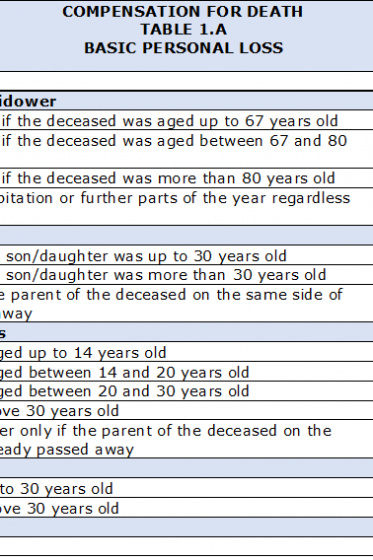 COMPENSATION FOR DEATH
TABLE 1.A
BASIC PERSONAL LOSS
idower
if the deceased was aged up to 67 years old
if the deceased was aged between 67 and 80
if the deceased was more than 80 years old
bitation or further parts of the year regardless
son/daughter was up to 30 years old
son/daughter was more than 30 years old
e parent of the deceased on the same side of
way
s
ged up to 14 years old
ged between 14 and 20 years old
ged between 20 and 30 years old
ove 30 years old
er only if the parent of the deceased on the
eady passed away
to 30 years old
ove 30 years old